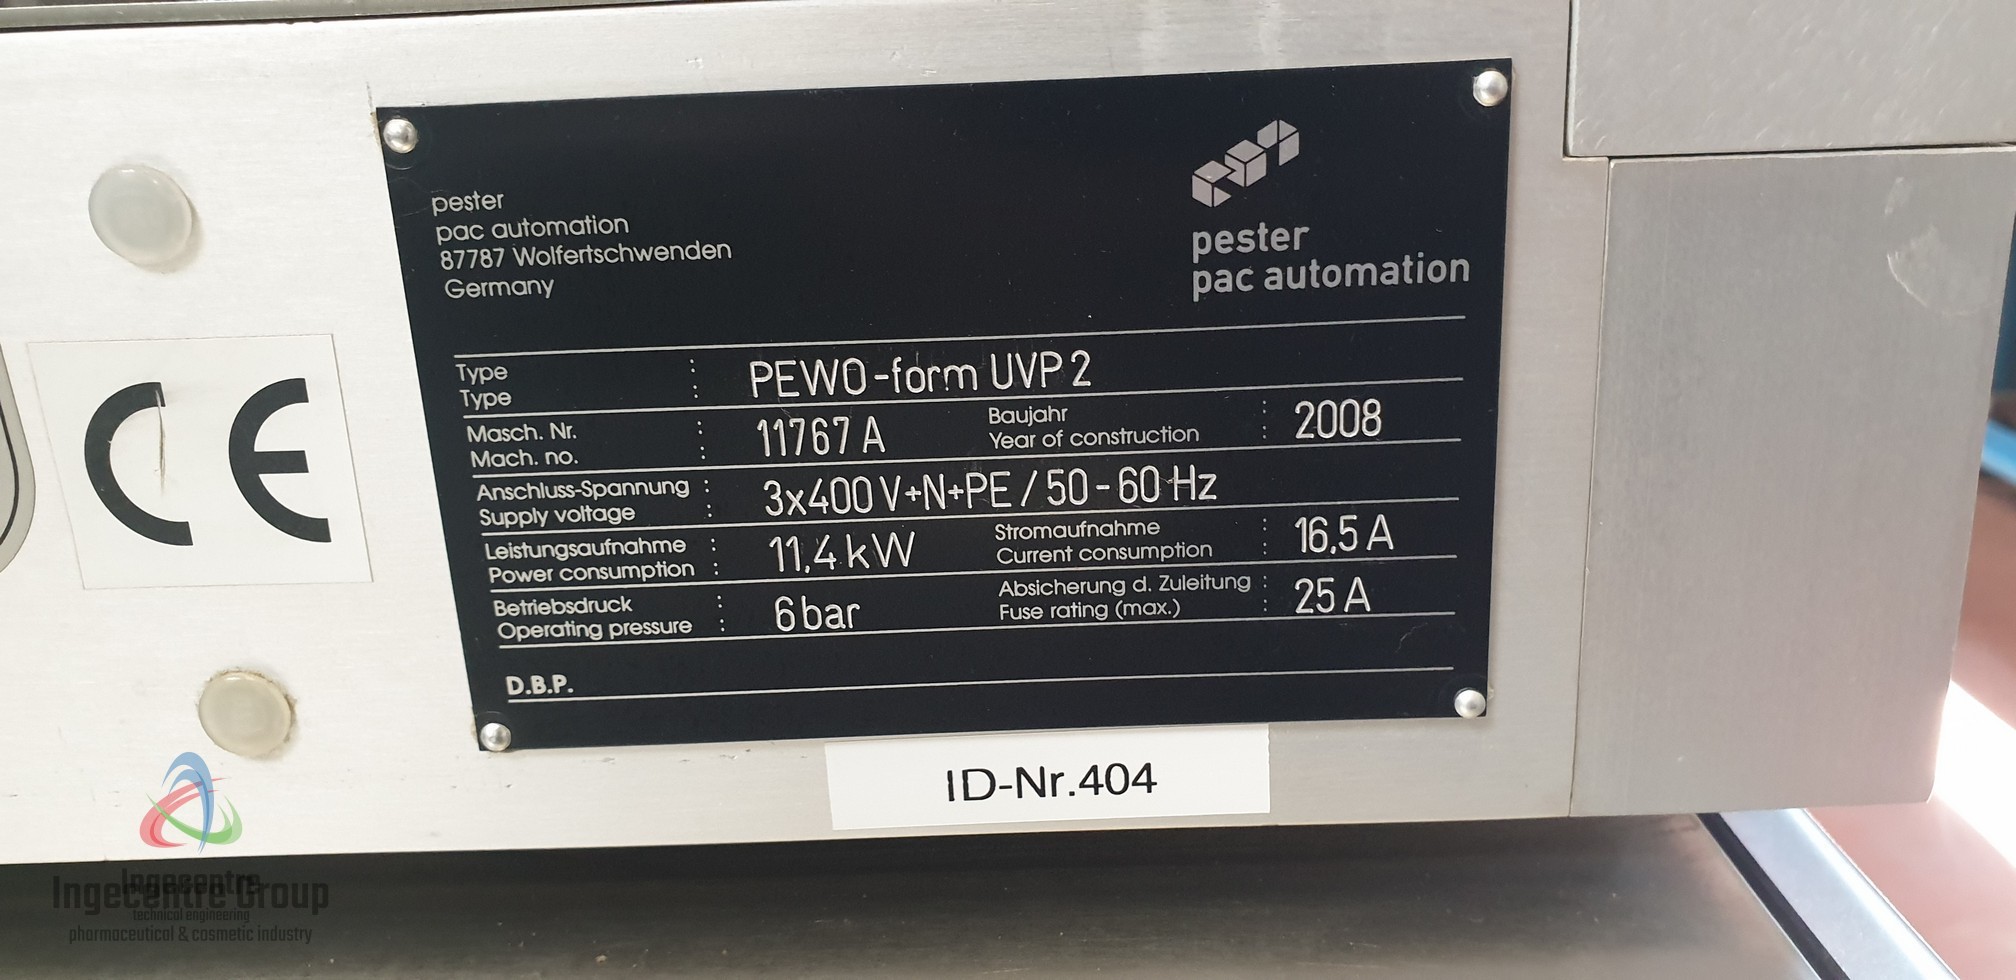 pester
pac automation
87787 Wolfertschwenden
Germany
pester
pac automation
Type : PEWO-form UVP 2
Type :
Masch. Nr. : 11767 A Baujahr : 2008
Mach. no. : Year of construction :
Anschluss-Spannung : 3x400 V+N+PE / 50-60 Hz
Supply voltage :
Leistungsaufnahme : 11,4 kW Stromaufnahme : 16,5 A
Power consumption : Current consumption :
Betriebsdruck : 6 bar Absicherung d. Zuleitung : 25 A
Operating pressure : Fuse rating (max.) :
D.B.P.
CE
ID-Nr.404
Ingecentre
Ingecentre Group
technical engineering
pharmaceutical & cosmetic industry